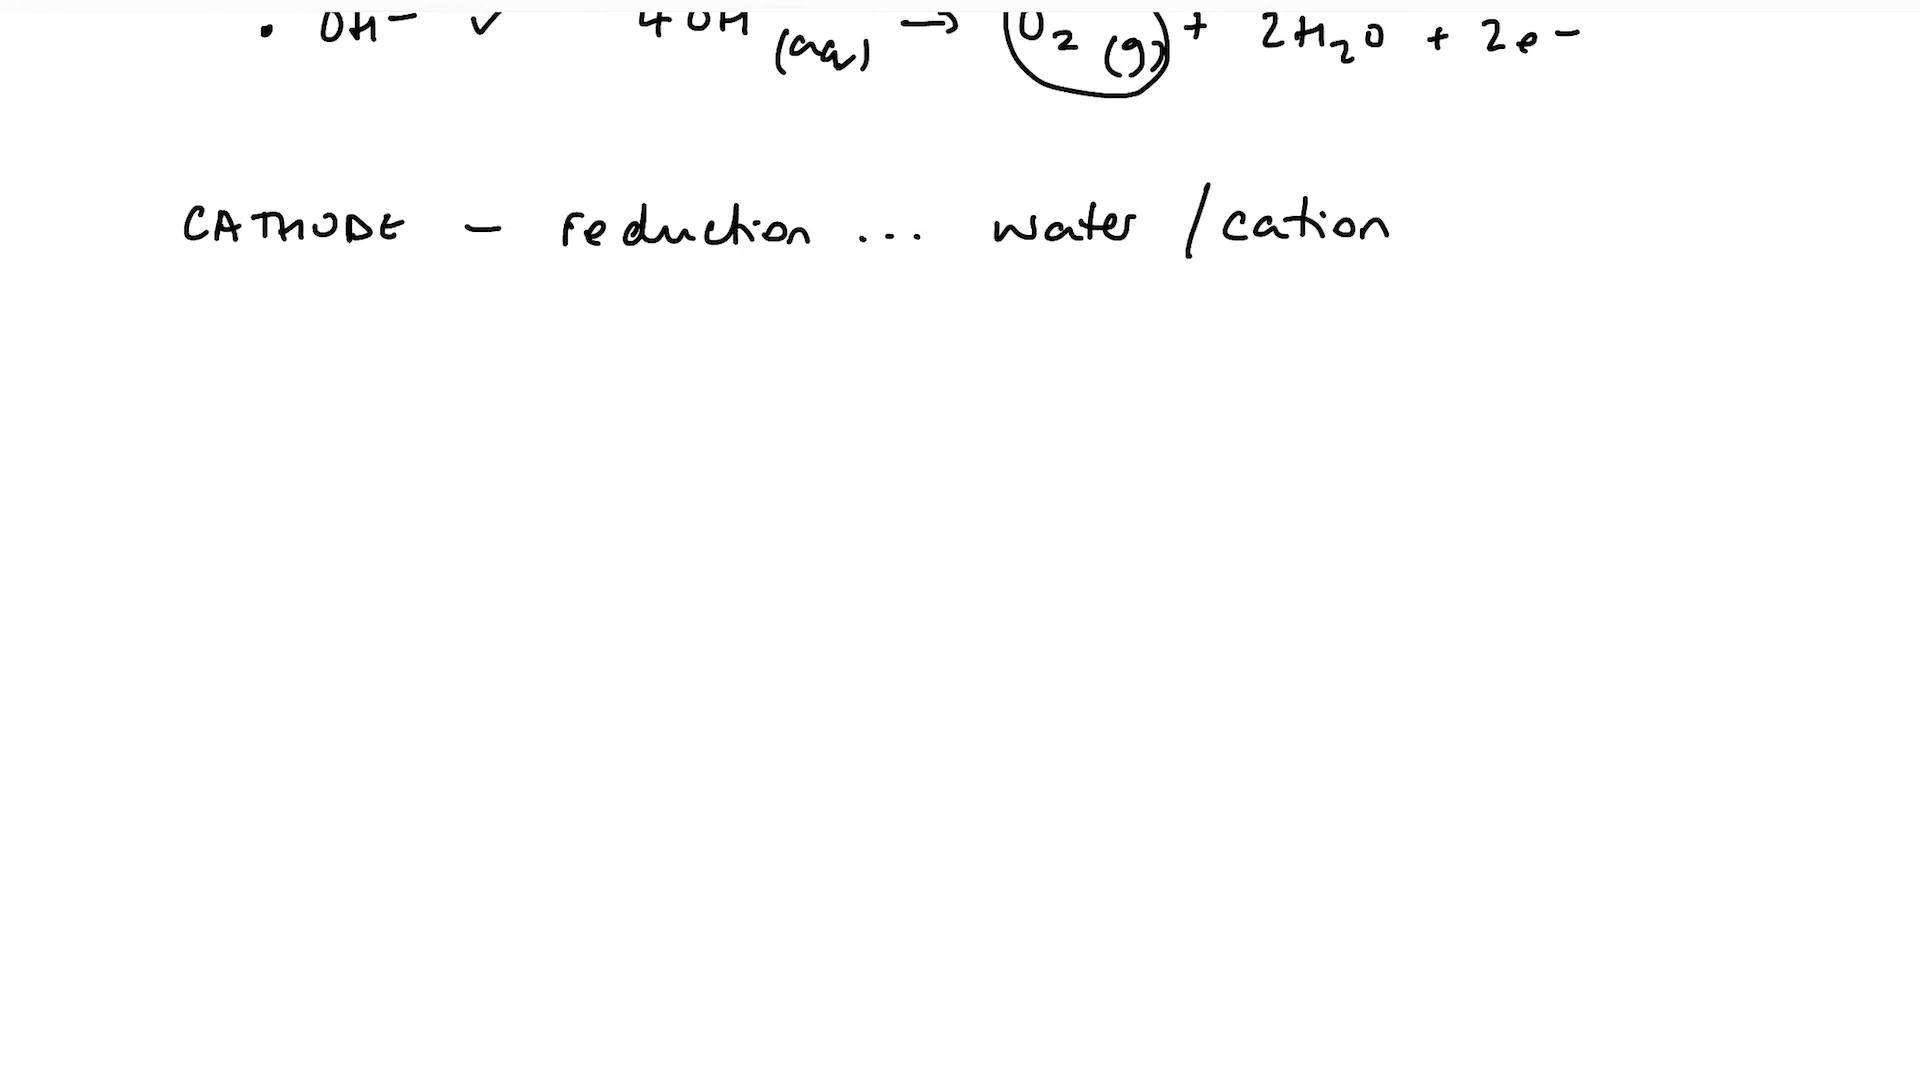 • OH⁻ ✓ 4OH (aq) → O₂ (g) + 2H₂O + 2e⁻
CATHODE – reduction ... water / cation